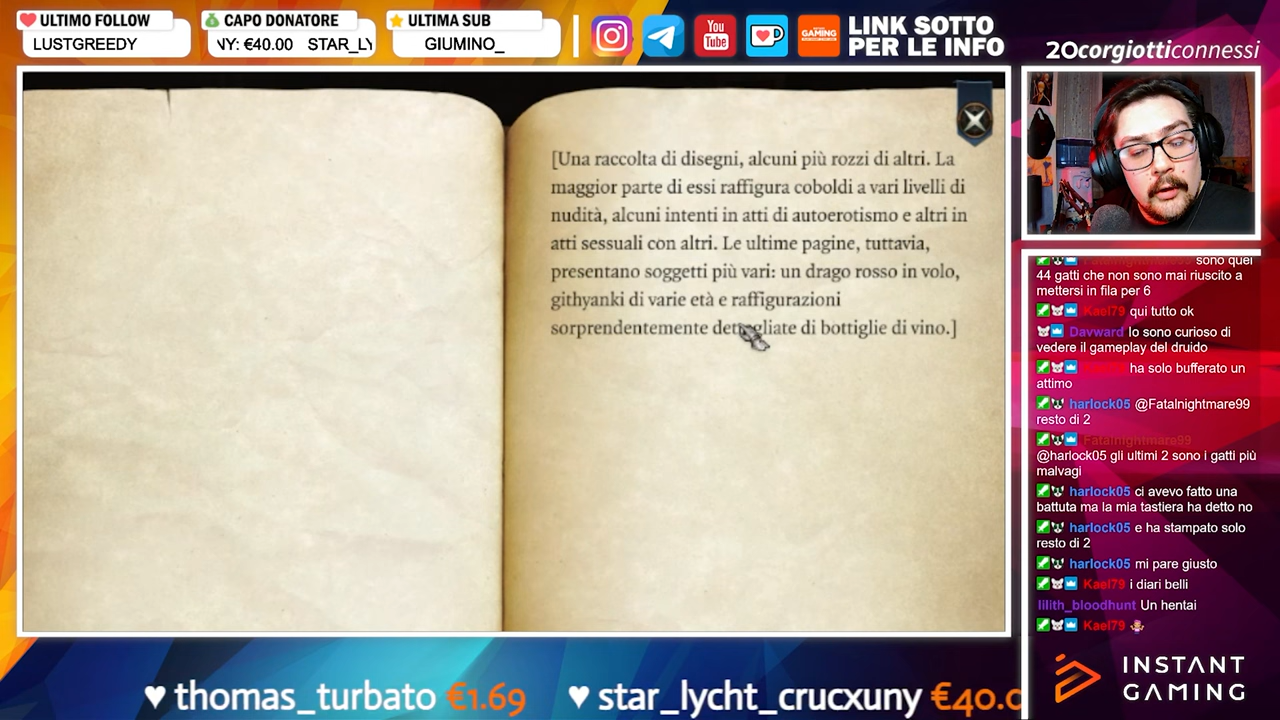 ULTIMO FOLLOW
LUSTGREEDY
CAPO DONATORE
NY: €40.00 STAR_LY
ULTIMA SUB
GIUMINO_
You
Tube
GAMING
LINK SOTTO
PER LE INFO
20corgiotticonnessi
[Una raccolta di disegni, alcuni più rozzi di altri. La
maggior parte di essi raffigura coboldi a vari livelli di
nudità, alcuni intenti in atti di autoerotismo e altri in
atti sessuali con altri. Le ultime pagine, tuttavia,
presentano soggetti più vari: un drago rosso in volo,
githyanki di varie età e raffigurazioni
sorprendentemente dettagliate di bottiglie di vino.]
sono quei
44 gatti che non sono mai riuscito a
mettersi in fila per 6
Kael79 qui tutto ok
Davward Io sono curioso di
vedere il gameplay del druido
ha solo bufferato un
attimo
harlock05 @Fatalnightmare99
resto di 2
Fatalnightmare99
@harlock05 gli ultimi 2 sono i gatti più
malvagi
harlock05 ci avevo fatto una
battuta ma la mia tastiera ha detto no
harlock05 e ha stampato solo
resto di 2
harlock05 mi pare giusto
Kael79 i diari belli
lilith_bloodhunt Un hentai
Kael79
♥ thomas_turbato €1.69 ♥ star_lycht_crucxuny €40.0
INSTANT
GAMING